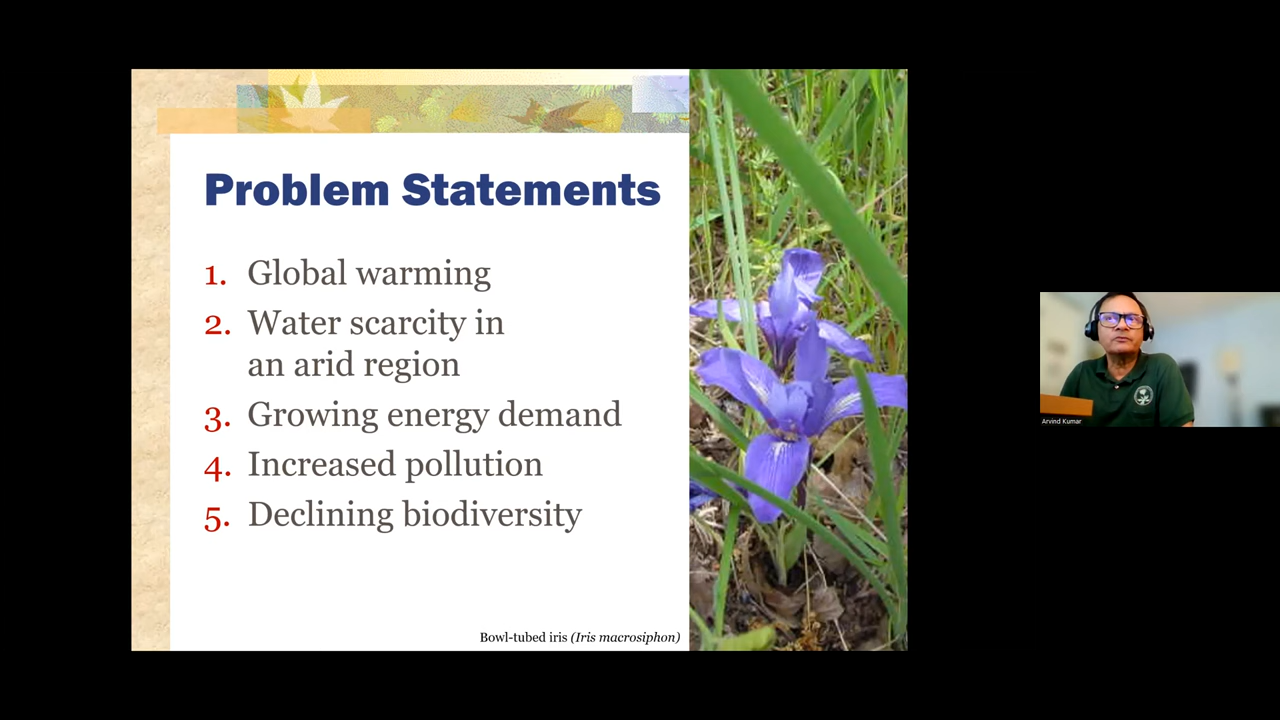 Problem Statements
1. Global warming
2. Water scarcity in
an arid region
3. Growing energy demand
4. Increased pollution
5. Declining biodiversity
Bowl-tubed iris (Iris macrosiphon)
Arvind Kumar